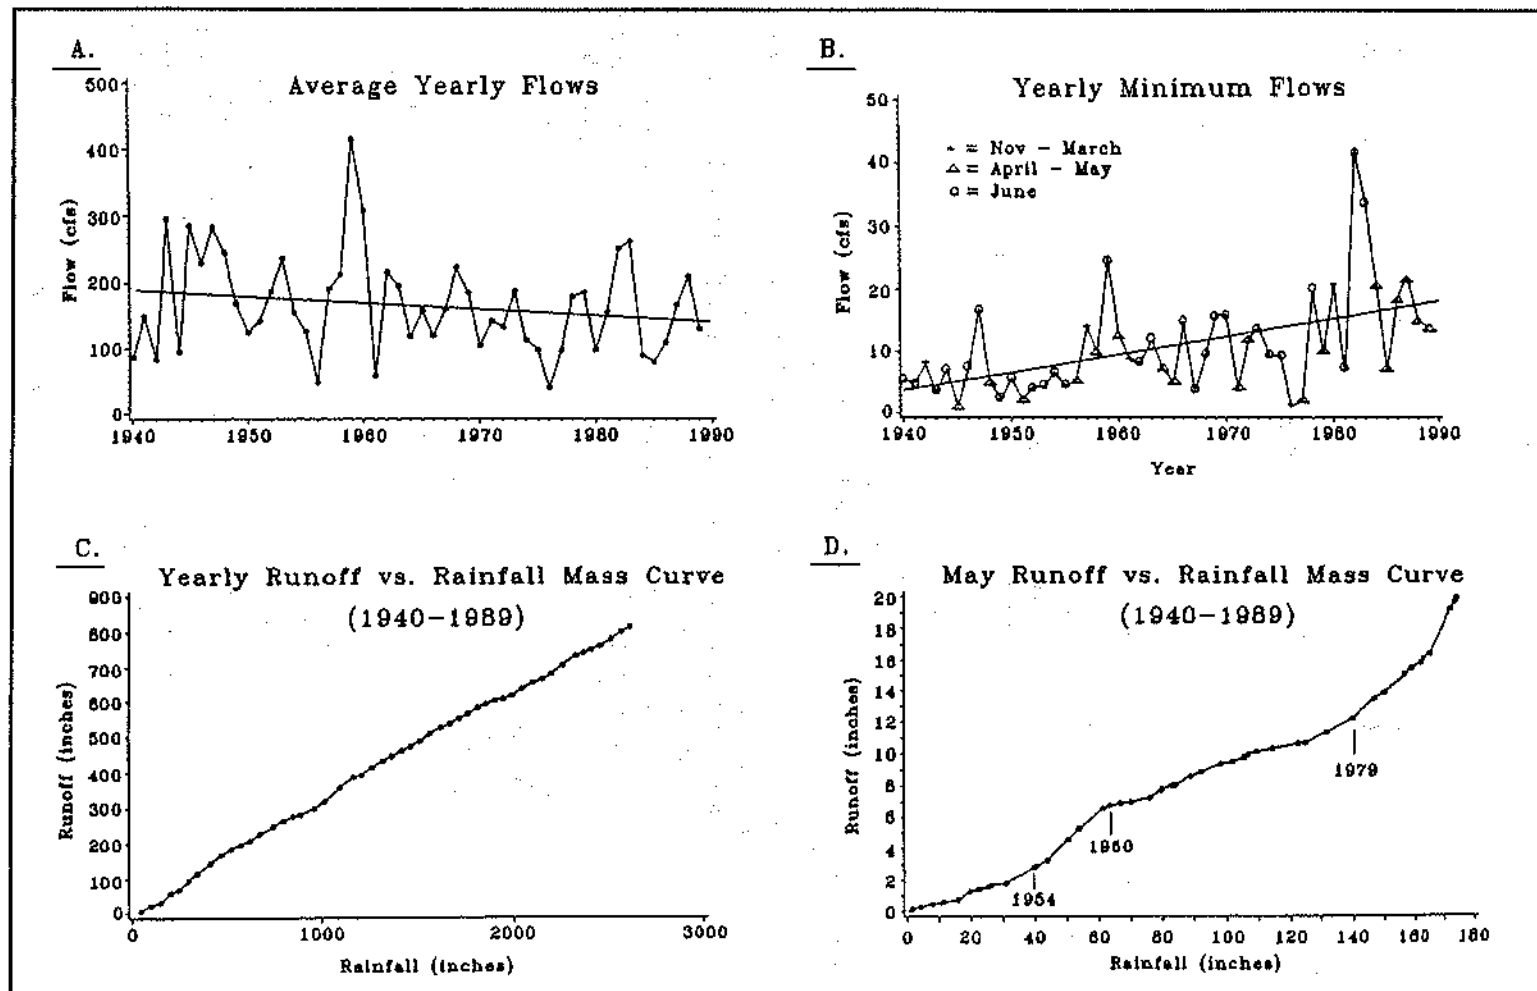 A.
Average Yearly Flows
500
400
300
200
100
0
Flow (cfs)
1940 1950 1960 1970 1980 1990
B.
Yearly Minimum Flows
50
40
30
20
10
0
Flow (cfs)
* = Nov - March
△ = April - May
o = June
1940 1950 1960 1970 1980 1990
Year
C.
Yearly Runoff vs. Rainfall Mass Curve
(1940-1989)
900
800
700
600
500
400
300
200
100
0
Runoff (inches)
0 1000 2000 3000
Rainfall (inches)
D.
May Runoff vs. Rainfall Mass Curve
(1940-1989)
20
18
16
14
12
10
8
6
4
2
0
Runoff (inches)
1954
1960
1979
0 20 40 60 80 100 120 140 160 180
Rainfall (inches)